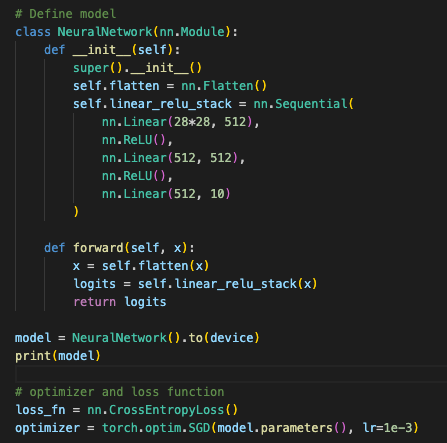 # Define model
class NeuralNetwork(nn.Module):
    def __init__(self):
        super().__init__()
        self.flatten = nn.Flatten()
        self.linear_relu_stack = nn.Sequential(
            nn.Linear(28*28, 512),
            nn.ReLU(),
            nn.Linear(512, 512),
            nn.ReLU(),
            nn.Linear(512, 10)
        )
    def forward(self, x):
        x = self.flatten(x)
        logits = self.linear_relu_stack(x)
        return logits
model = NeuralNetwork().to(device)
print(model)
# optimizer and loss function
loss_fn = nn.CrossEntropyLoss()
optimizer = torch.optim.SGD(model.parameters(), lr=1e-3)